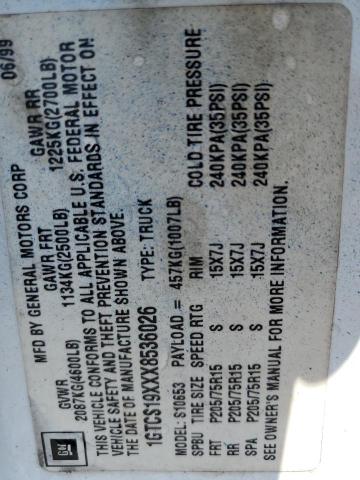 MFD BY GENERAL MOTORS CORP 06/99
GVWR GAWR FRT GAWR RR
2087KG(4600LB) 1134KG(2500LB) 1225KG(2700LB)
THIS VEHICLE CONFORMS TO ALL APPLICABLE U.S. FEDERAL MOTOR
VEHICLE SAFETY AND THEFT PREVENTION STANDARDS IN EFFECT ON
THE DATE OF MANUFACTURE SHOWN ABOVE.
1GTCS19XXX8536026 TYPE: TRUCK
MODEL: S10653 PAYLOAD= 457KG(1007LB)
SPBU TIRE SIZE SPEED RTG RIM COLD TIRE PRESSURE
FRT P205/75R15 S 15X7J 240KPA(35PSI)
RR P205/75R15 S 15X7J 240KPA(35PSI)
SPA P205/75R15 S 15X7J 240KPA(35PSI)
SEE OWNER'S MANUAL FOR MORE INFORMATION.
GM